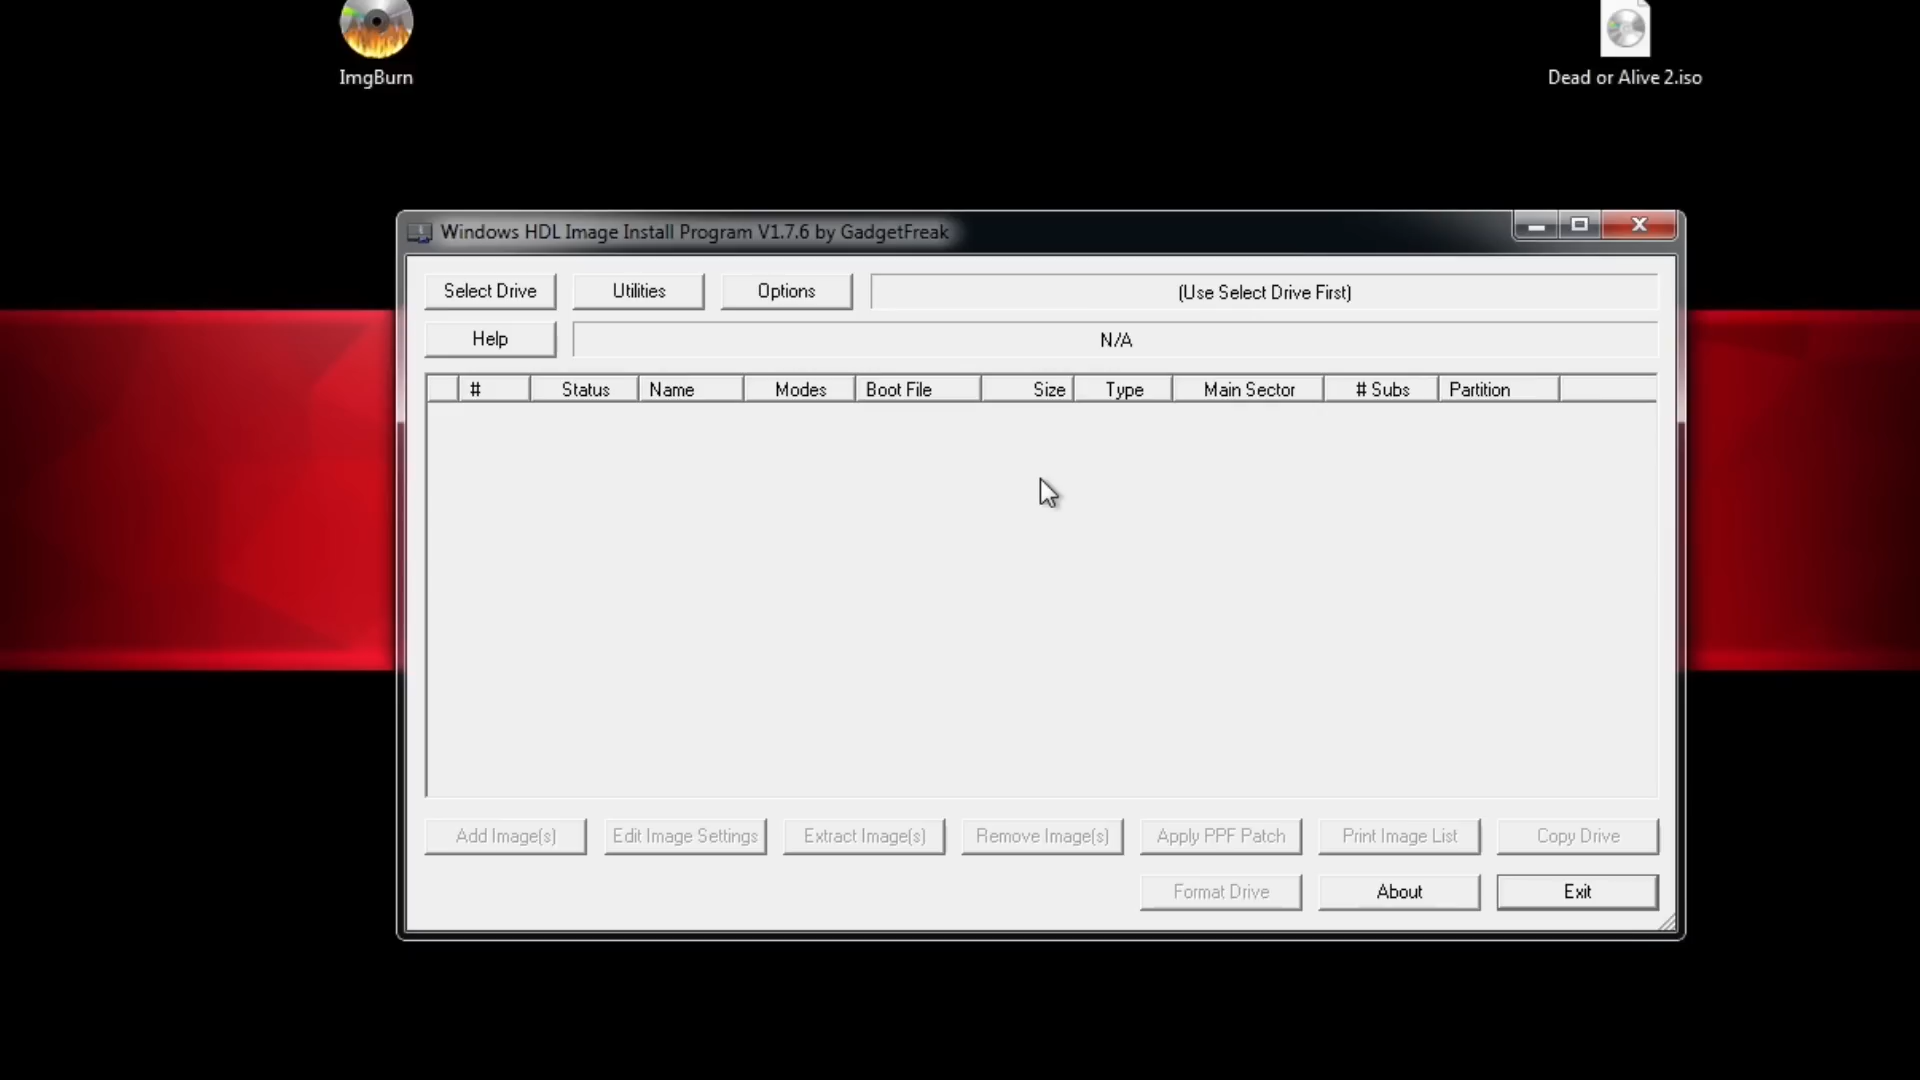 ImgBurn
Dead or Alive 2.iso
Windows HDL Image Install Program V1.7.6 by GadgetFreak
Select Drive
Utilities
Options
(Use Select Drive First)
Help
N/A
# Status Name Modes Boot File Size Type Main Sector # Subs Partition
Add Image(s)
Edit Image Settings
Extract Image(s)
Remove Image(s)
Apply PPF Patch
Print Image List
Copy Drive
Format Drive
About
Exit